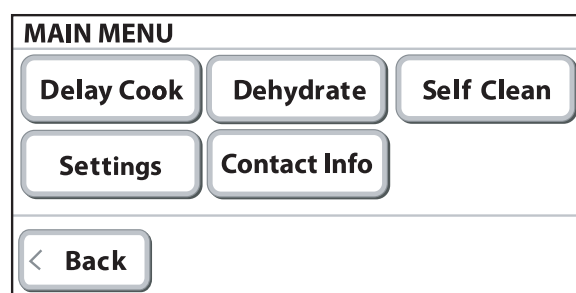 MAIN MENU
Delay Cook Dehydrate Self Clean
Settings Contact Info
< Back